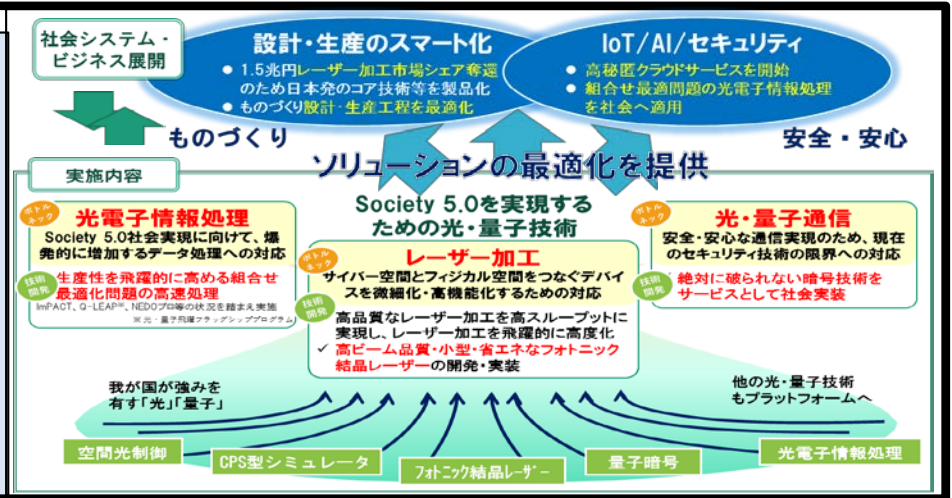 社会システム・
ビジネス展開
設計・生産のスマート化
● 1.5兆円レーザー加工市場シェア奪還
のため日本発のコア技術等を製品化
● ものづくり設計・生産工程を最適化
IoT/AI/セキュリティ
● 高秘匿クラウドサービスを開始
● 組合せ最適問題の光電子情報処理
を社会へ適用
ものづくり
安全・安心
ソリューションの最適化を提供
実施内容
Society 5.0を実現する
ための光・量子技術
ボトル
ネック
光電子情報処理
Society 5.0社会実現に向けて、爆
発的に増加するデータ処理への対応
技術
開発
生産性を飛躍的に高める組合せ
最適化問題の高速処理
ImPACT、Q-LEAP※、NEDOプロ等の状況を踏まえ実施
※光・量子飛躍フラッグシッププログラム
ボトル
ネック
レーザー加工
サイバー空間とフィジカル空間をつなぐデバイ
スを微細化・高機能化するための対応
技術
開発
高品質なレーザー加工を高スループットに
実現し、レーザー加工を飛躍的に高度化
✓ 高ビーム品質・小型・省エネなフォトニック
結晶レーザーの開発・実装
ボトル
ネック
光・量子通信
安全・安心な通信実現のため、現在
のセキュリティ技術の限界への対応
技術
開発
絶対に破られない暗号技術を
サービスとして社会実装
我が国が強みを
有す「光」「量子」
他の光・量子技術
もプラットフォームへ
空間光制御
CPS型シミュレータ
フォトニック結晶レーザー
量子暗号
光電子情報処理